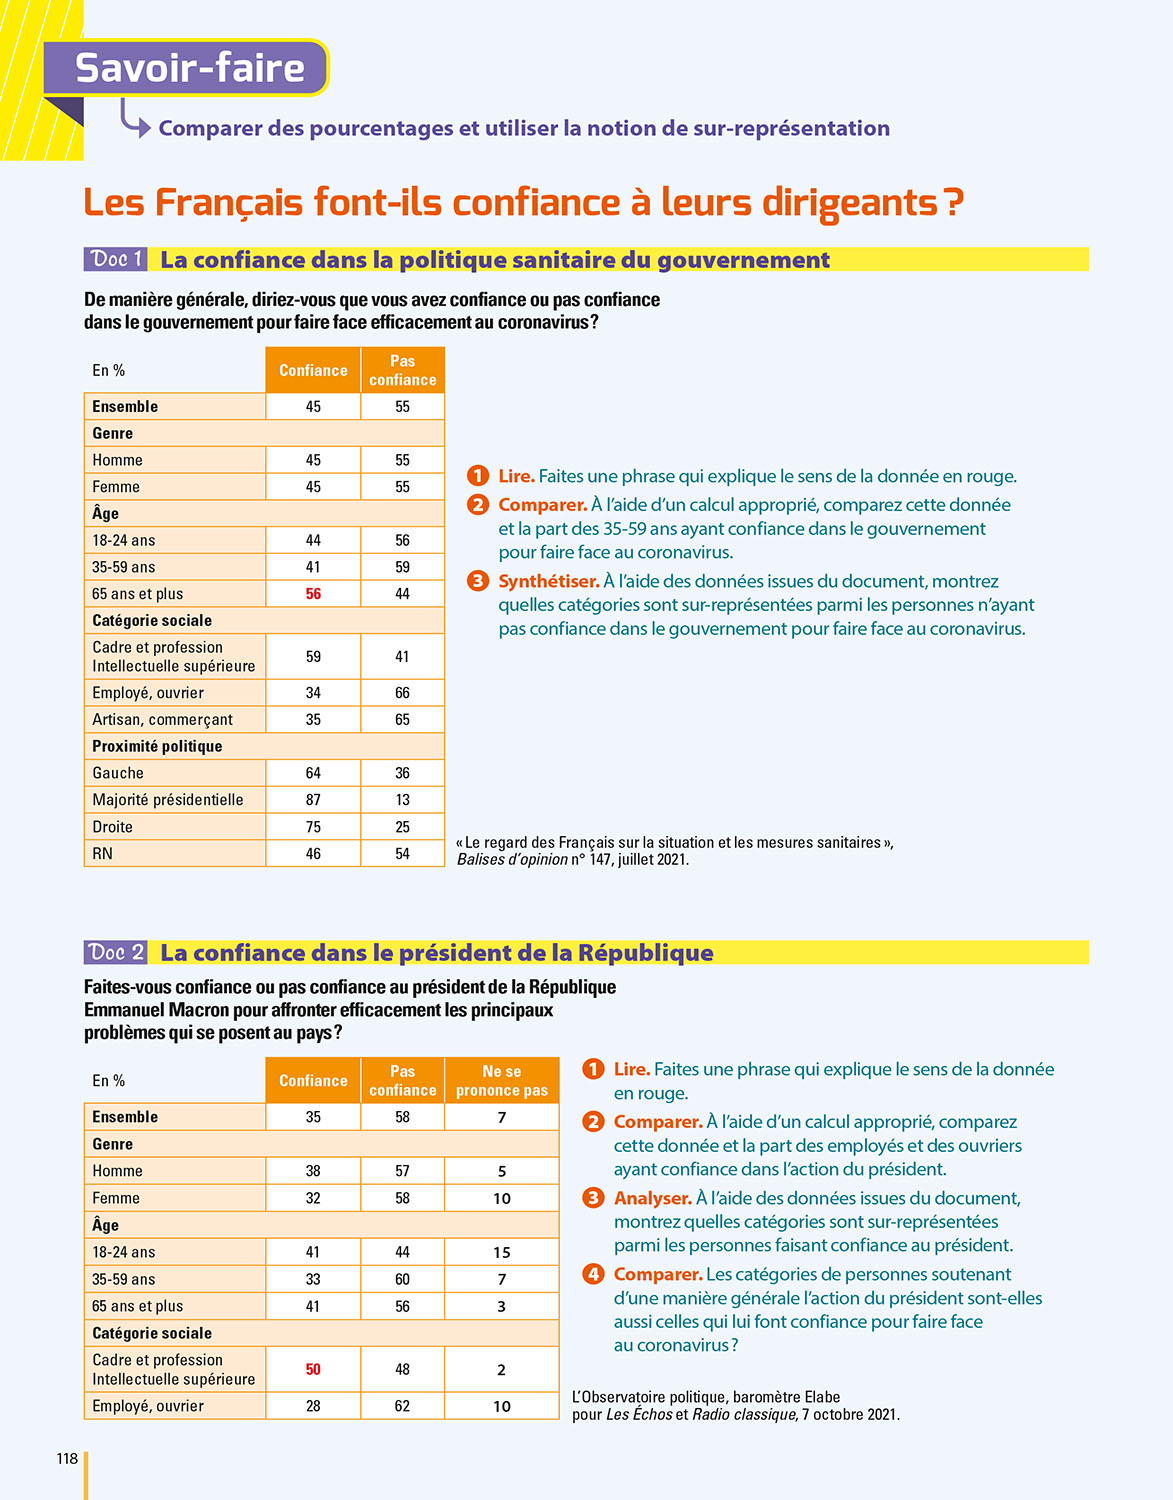 Savoir-faire
Comparer des pourcentages et utiliser la notion de sur-représentation
Les Français font-ils confiance à leurs dirigeants ?
Doc 1 La confiance dans la politique sanitaire du gouvernement
De manière générale, diriez-vous que vous avez confiance ou pas confiance
dans le gouvernement pour faire face efficacement au coronavirus ?
En % Confiance Pas confiance
Ensemble 45 55
Genre
Homme 45 55
Femme 45 55
Âge
18-24 ans 44 56
35-59 ans 41 59
65 ans et plus 56 44
Catégorie sociale
Cadre et profession
Intellectuelle supérieure 59 41
Employé, ouvrier 34 66
Artisan, commerçant 35 65
Proximité politique
Gauche 64 36
Majorité présidentielle 87 13
Droite 75 25
RN 46 54
1 Lire. Faites une phrase qui explique le sens de la donnée en rouge.
2 Comparer. À l'aide d'un calcul approprié, comparez cette donnée
et la part des 35-59 ans ayant confiance dans le gouvernement
pour faire face au coronavirus.
3 Synthétiser. À l'aide des données issues du document, montrez
quelles catégories sont sur-représentées parmi les personnes n'ayant
pas confiance dans le gouvernement pour faire face au coronavirus.
« Le regard des Français sur la situation et les mesures sanitaires »,
Balises d'opinion n° 147, juillet 2021.
Doc 2 La confiance dans le président de la République
Faites-vous confiance ou pas confiance au président de la République
Emmanuel Macron pour affronter efficacement les principaux
problèmes qui se posent au pays ?
En % Confiance Pas confiance Ne se prononce pas
Ensemble 35 58 7
Genre
Homme 38 57 5
Femme 32 58 10
Âge
18-24 ans 41 44 15
35-59 ans 33 60 7
65 ans et plus 41 56 3
Catégorie sociale
Cadre et profession
Intellectuelle supérieure 50 48 2
Employé, ouvrier 28 62 10
1 Lire. Faites une phrase qui explique le sens de la donnée
en rouge.
2 Comparer. À l'aide d'un calcul approprié, comparez
cette donnée et la part des employés et des ouvriers
ayant confiance dans l'action du président.
3 Analyser. À l'aide des données issues du document,
montrez quelles catégories sont sur-représentées
parmi les personnes faisant confiance au président.
4 Comparer. Les catégories de personnes soutenant
d'une manière générale l'action du président sont-elles
aussi celles qui lui font confiance pour faire face
au coronavirus ?
L'Observatoire politique, baromètre Elabe
pour Les Échos et Radio classique, 7 octobre 2021.
118